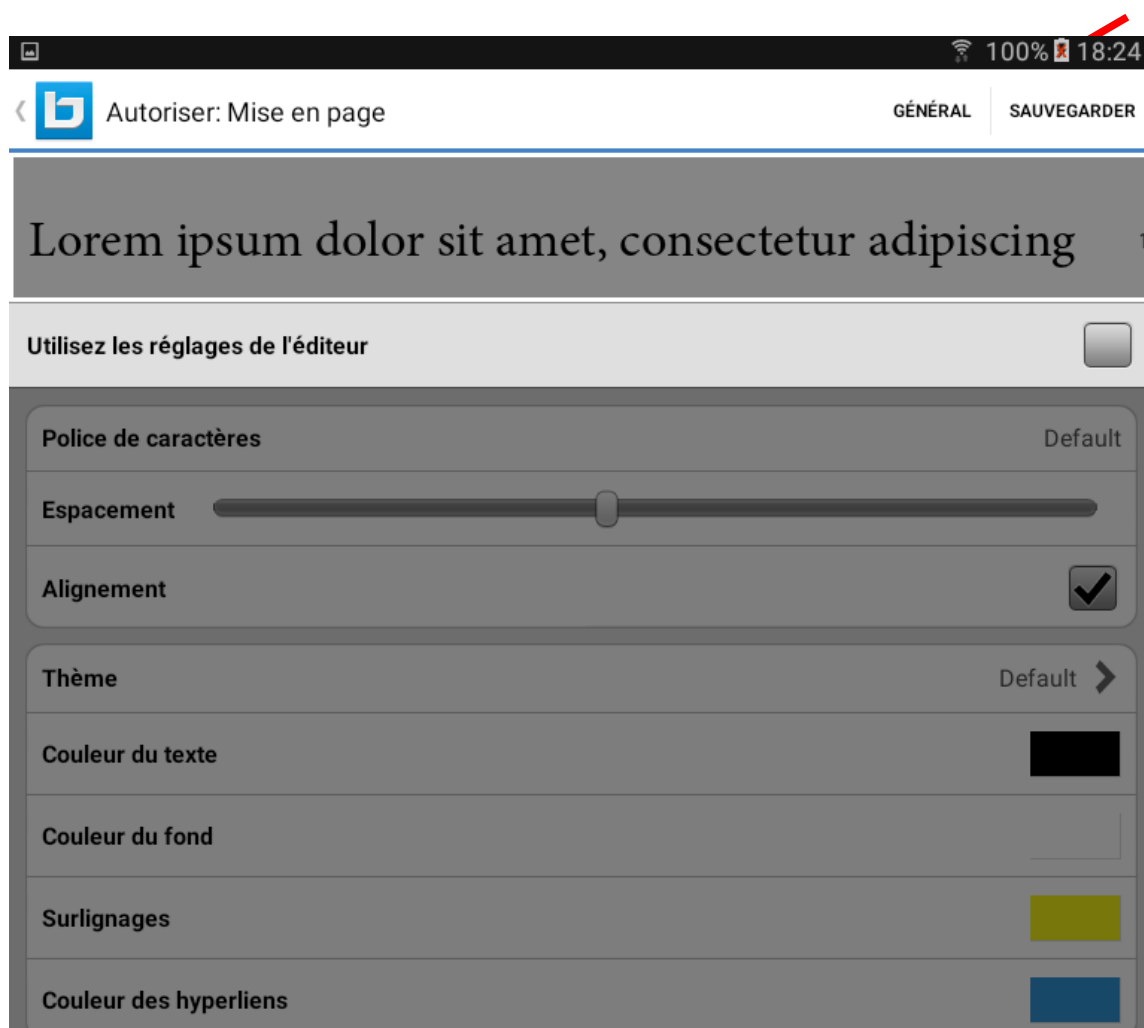 100% 18:24
Autoriser: Mise en page GÉNÉRAL SAUVEGARDER
Lorem ipsum dolor sit amet, consectetur adipiscing
Utilisez les réglages de l'éditeur
Police de caractères Default
Espacement
Alignement
Thème Default
Couleur du texte
Couleur du fond
Surlignages
Couleur des hyperliens